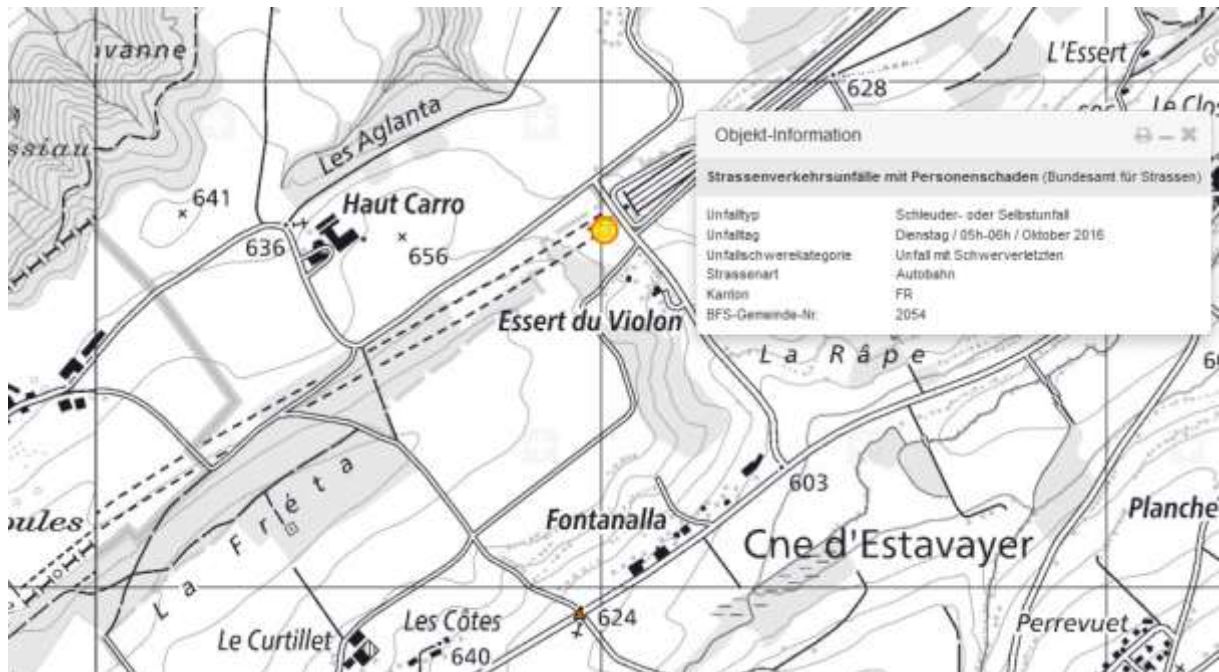 vanne
L'Essert
628
Le Clos
ssiau
Les Aglanta
641
Haut Carro
636
656
Essert du Violon
Objekt-Information
Strassenverkehrsunfälle mit Personenschaden (Bundesamt für Strassen)
Unfalltyp Schleuder- oder Selbstunfall
Unfalltag Dienstag / 05h-06h / Oktober 2016
Unfallschwerekategorie Unfall mit Schwerverletzten
Strassenart Autobahn
Kanton FR
BFS-Gemeinde-Nr. 2054
La Râpe
603
La Fréta
oules
Fontanalla
Cne d'Estavayer
Planche
624
Le Curtillet
Les Côtes
640
Perrevuet